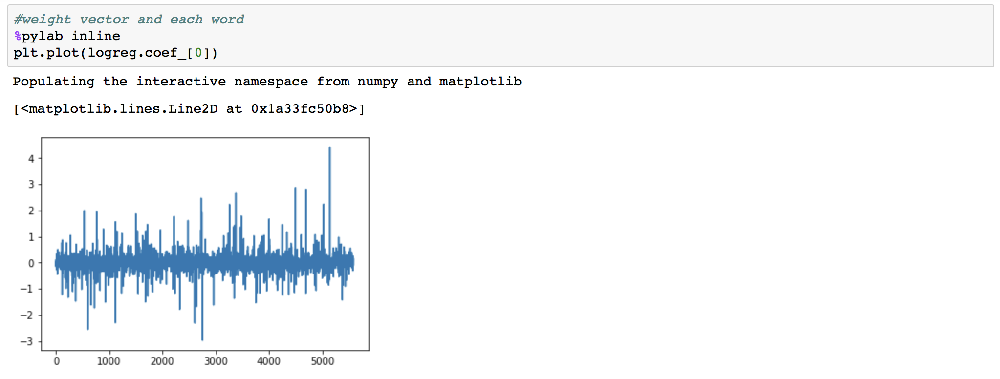 #weight vector and each word
%pylab inline
plt.plot(logreg.coef_[0])
Populating the interactive namespace from numpy and matplotlib
[<matplotlib.lines.Line2D at 0x1a33fc50b8>]
4
3
2
1
0
−1
−2
−3
0 1000 2000 3000 4000 5000